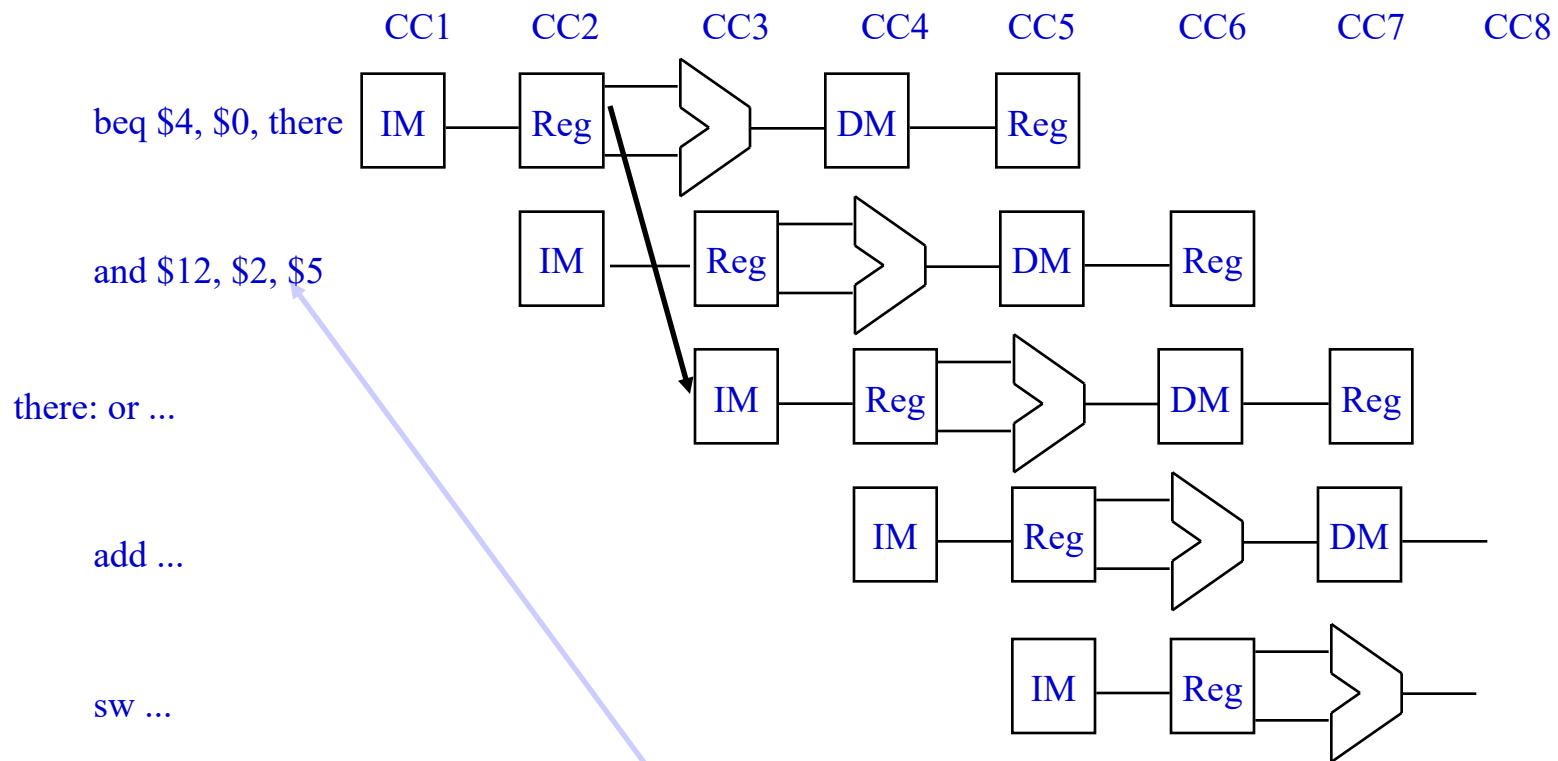 CC1 CC2 CC3 CC4 CC5 CC6 CC7 CC8
beq $4, $0, there IM Reg DM Reg
and $12, $2, $5 IM Reg DM Reg
there: or ... IM Reg DM Reg
add ... IM Reg DM
sw ... IM Reg